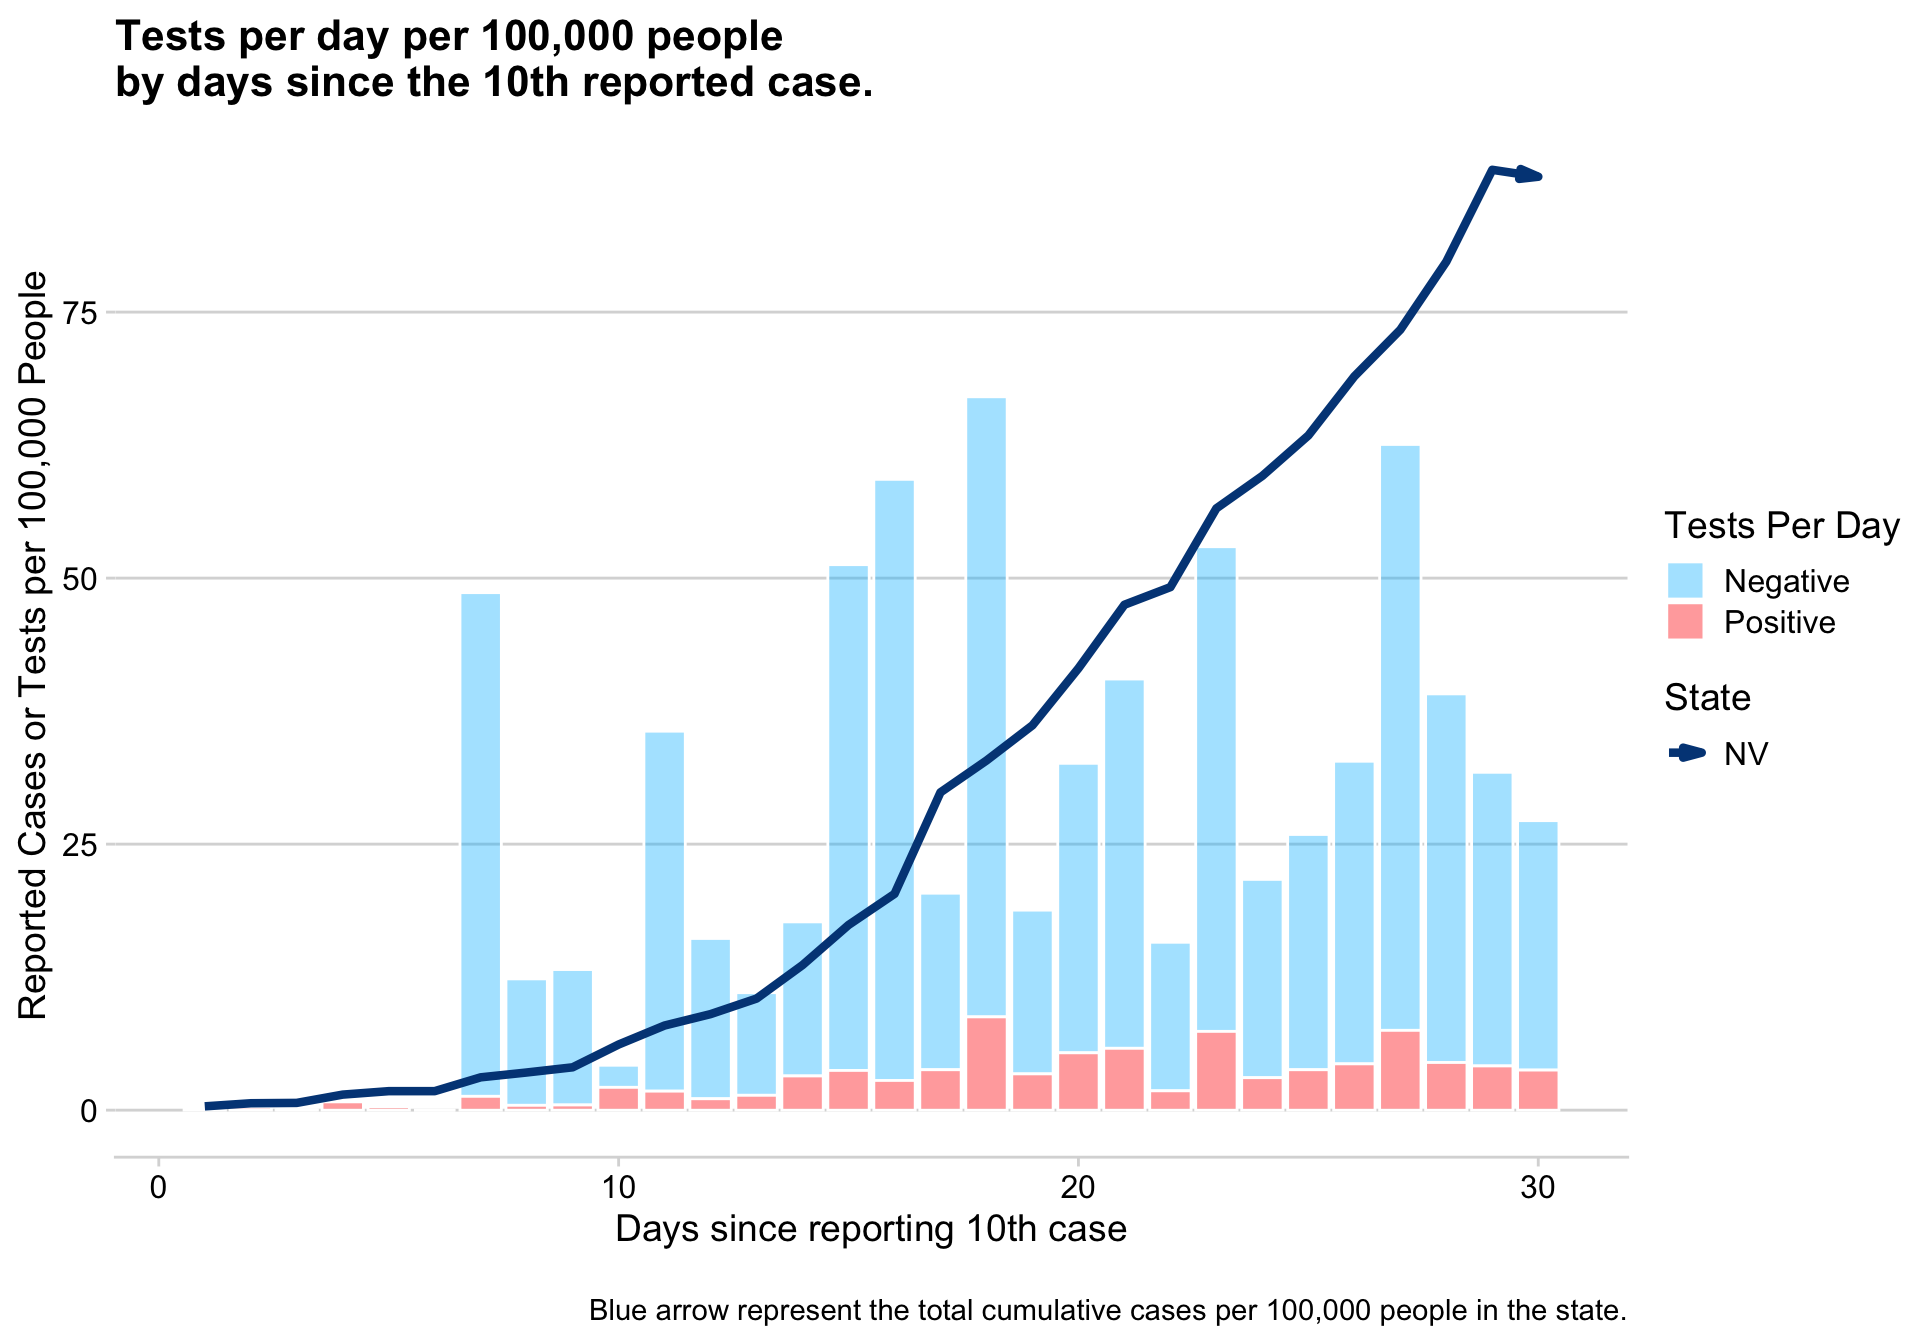 Tests per day per 100,000 people
by days since the 10th reported case.
Reported Cases or Tests per 100,000 People
75
50
25
0
0
10
20
30
Days since reporting 10th case
Tests Per Day
Negative
Positive
State
NV
Blue arrow represent the total cumulative cases per 100,000 people in the state.